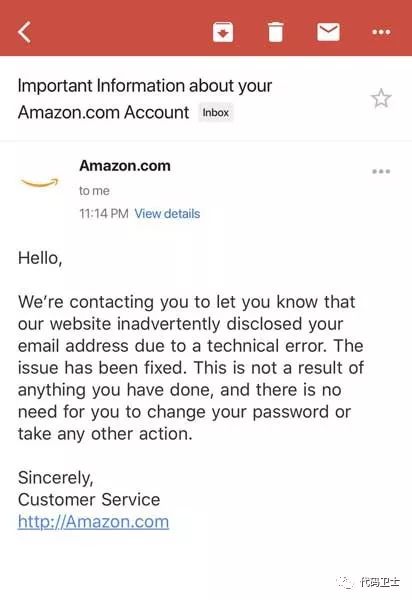 Important Information about your
Amazon.com Account Inbox
Amazon.com
to me
11:14 PM View details
Hello,
We’re contacting you to let you know that
our website inadvertently disclosed your
email address due to a technical error. The
issue has been fixed. This is not a result of
anything you have done, and there is no
need for you to change your password or
take any other action.
Sincerely,
Customer Service
http://Amazon.com
代码卫士